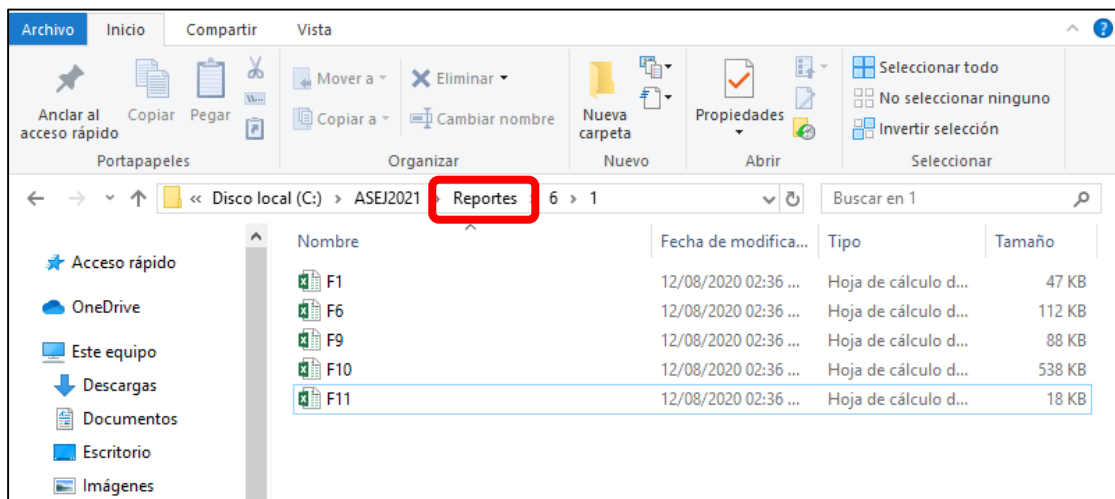 Archivo Inicio Compartir Vista
Anclar al acceso rápido
Copiar
Pegar
Portapapeles
Mover a
Copiar a
Eliminar
Cambiar nombre
Organizar
Nueva carpeta
Nuevo
Propiedades
Abrir
Seleccionar todo
No seleccionar ninguno
Invertir selección
Seleccionar
« Disco local (C:) > ASEJ2021 > Reportes > 6 > 1
Buscar en 1
Acceso rápido
OneDrive
Este equipo
Descargas
Documentos
Escritorio
Imágenes
Nombre Fecha de modifica... Tipo Tamaño
F1 12/08/2020 02:36 ... Hoja de cálculo d... 47 KB
F6 12/08/2020 02:36 ... Hoja de cálculo d... 112 KB
F9 12/08/2020 02:36 ... Hoja de cálculo d... 88 KB
F10 12/08/2020 02:36 ... Hoja de cálculo d... 538 KB
F11 12/08/2020 02:36 ... Hoja de cálculo d... 18 KB